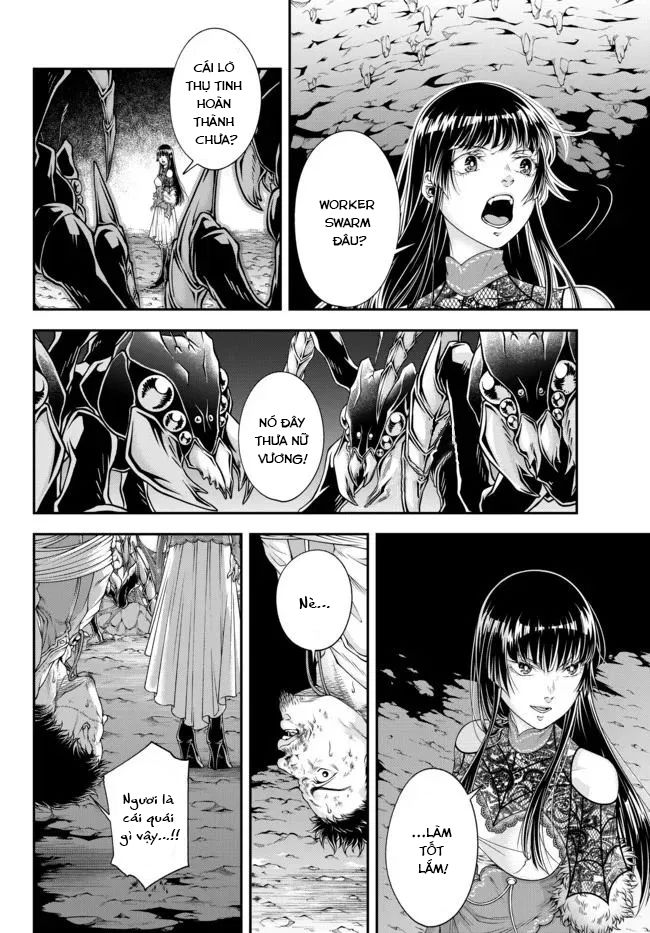 WORKER
SWARM
ĐÂU?
CÁI LÒ
THỤ TINH
HOÀN
THÀNH
CHƯA?
NÓ ĐÂY
THƯA NỮ
VƯƠNG!
...LÀM
TỐT
LẮM!
Nè...
Ngươi là
cái quái
gì vậy...!!